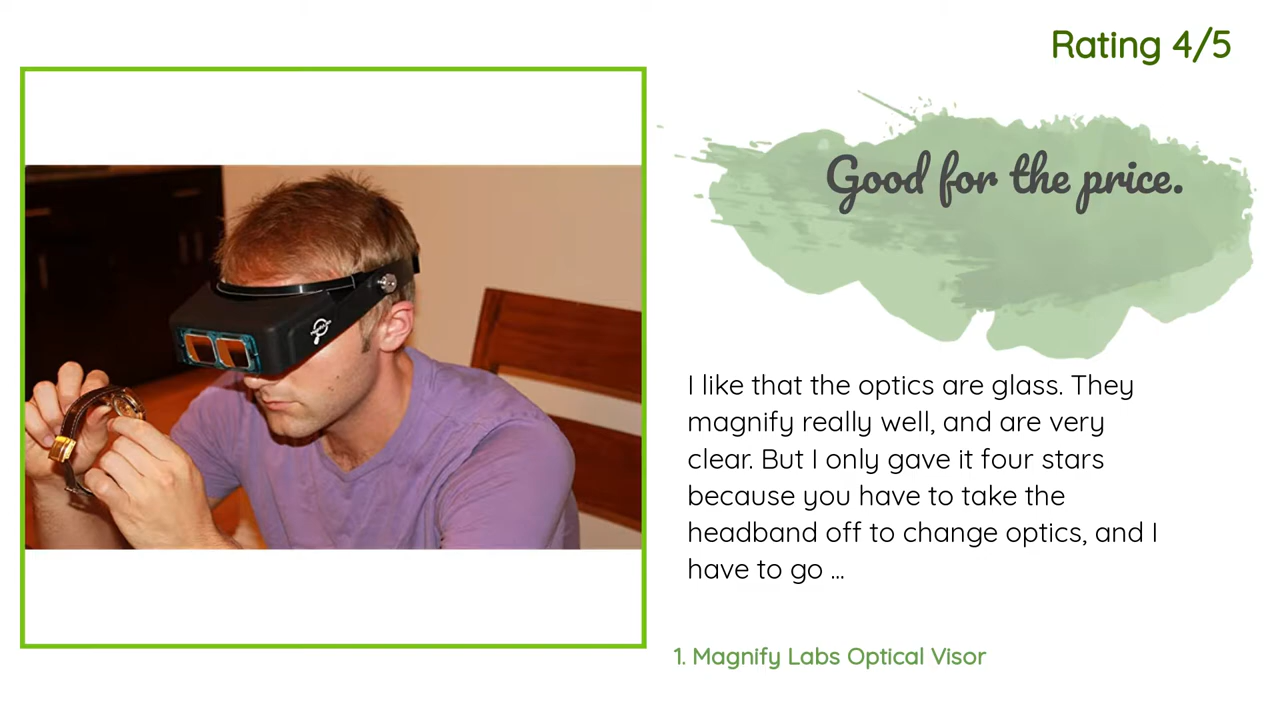 Rating 4/5
Good for the price.
I like that the optics are glass. They
magnify really well, and are very
clear. But I only gave it four stars
because you have to take the
headband off to change optics, and I
have to go ...
1. Magnify Labs Optical Visor